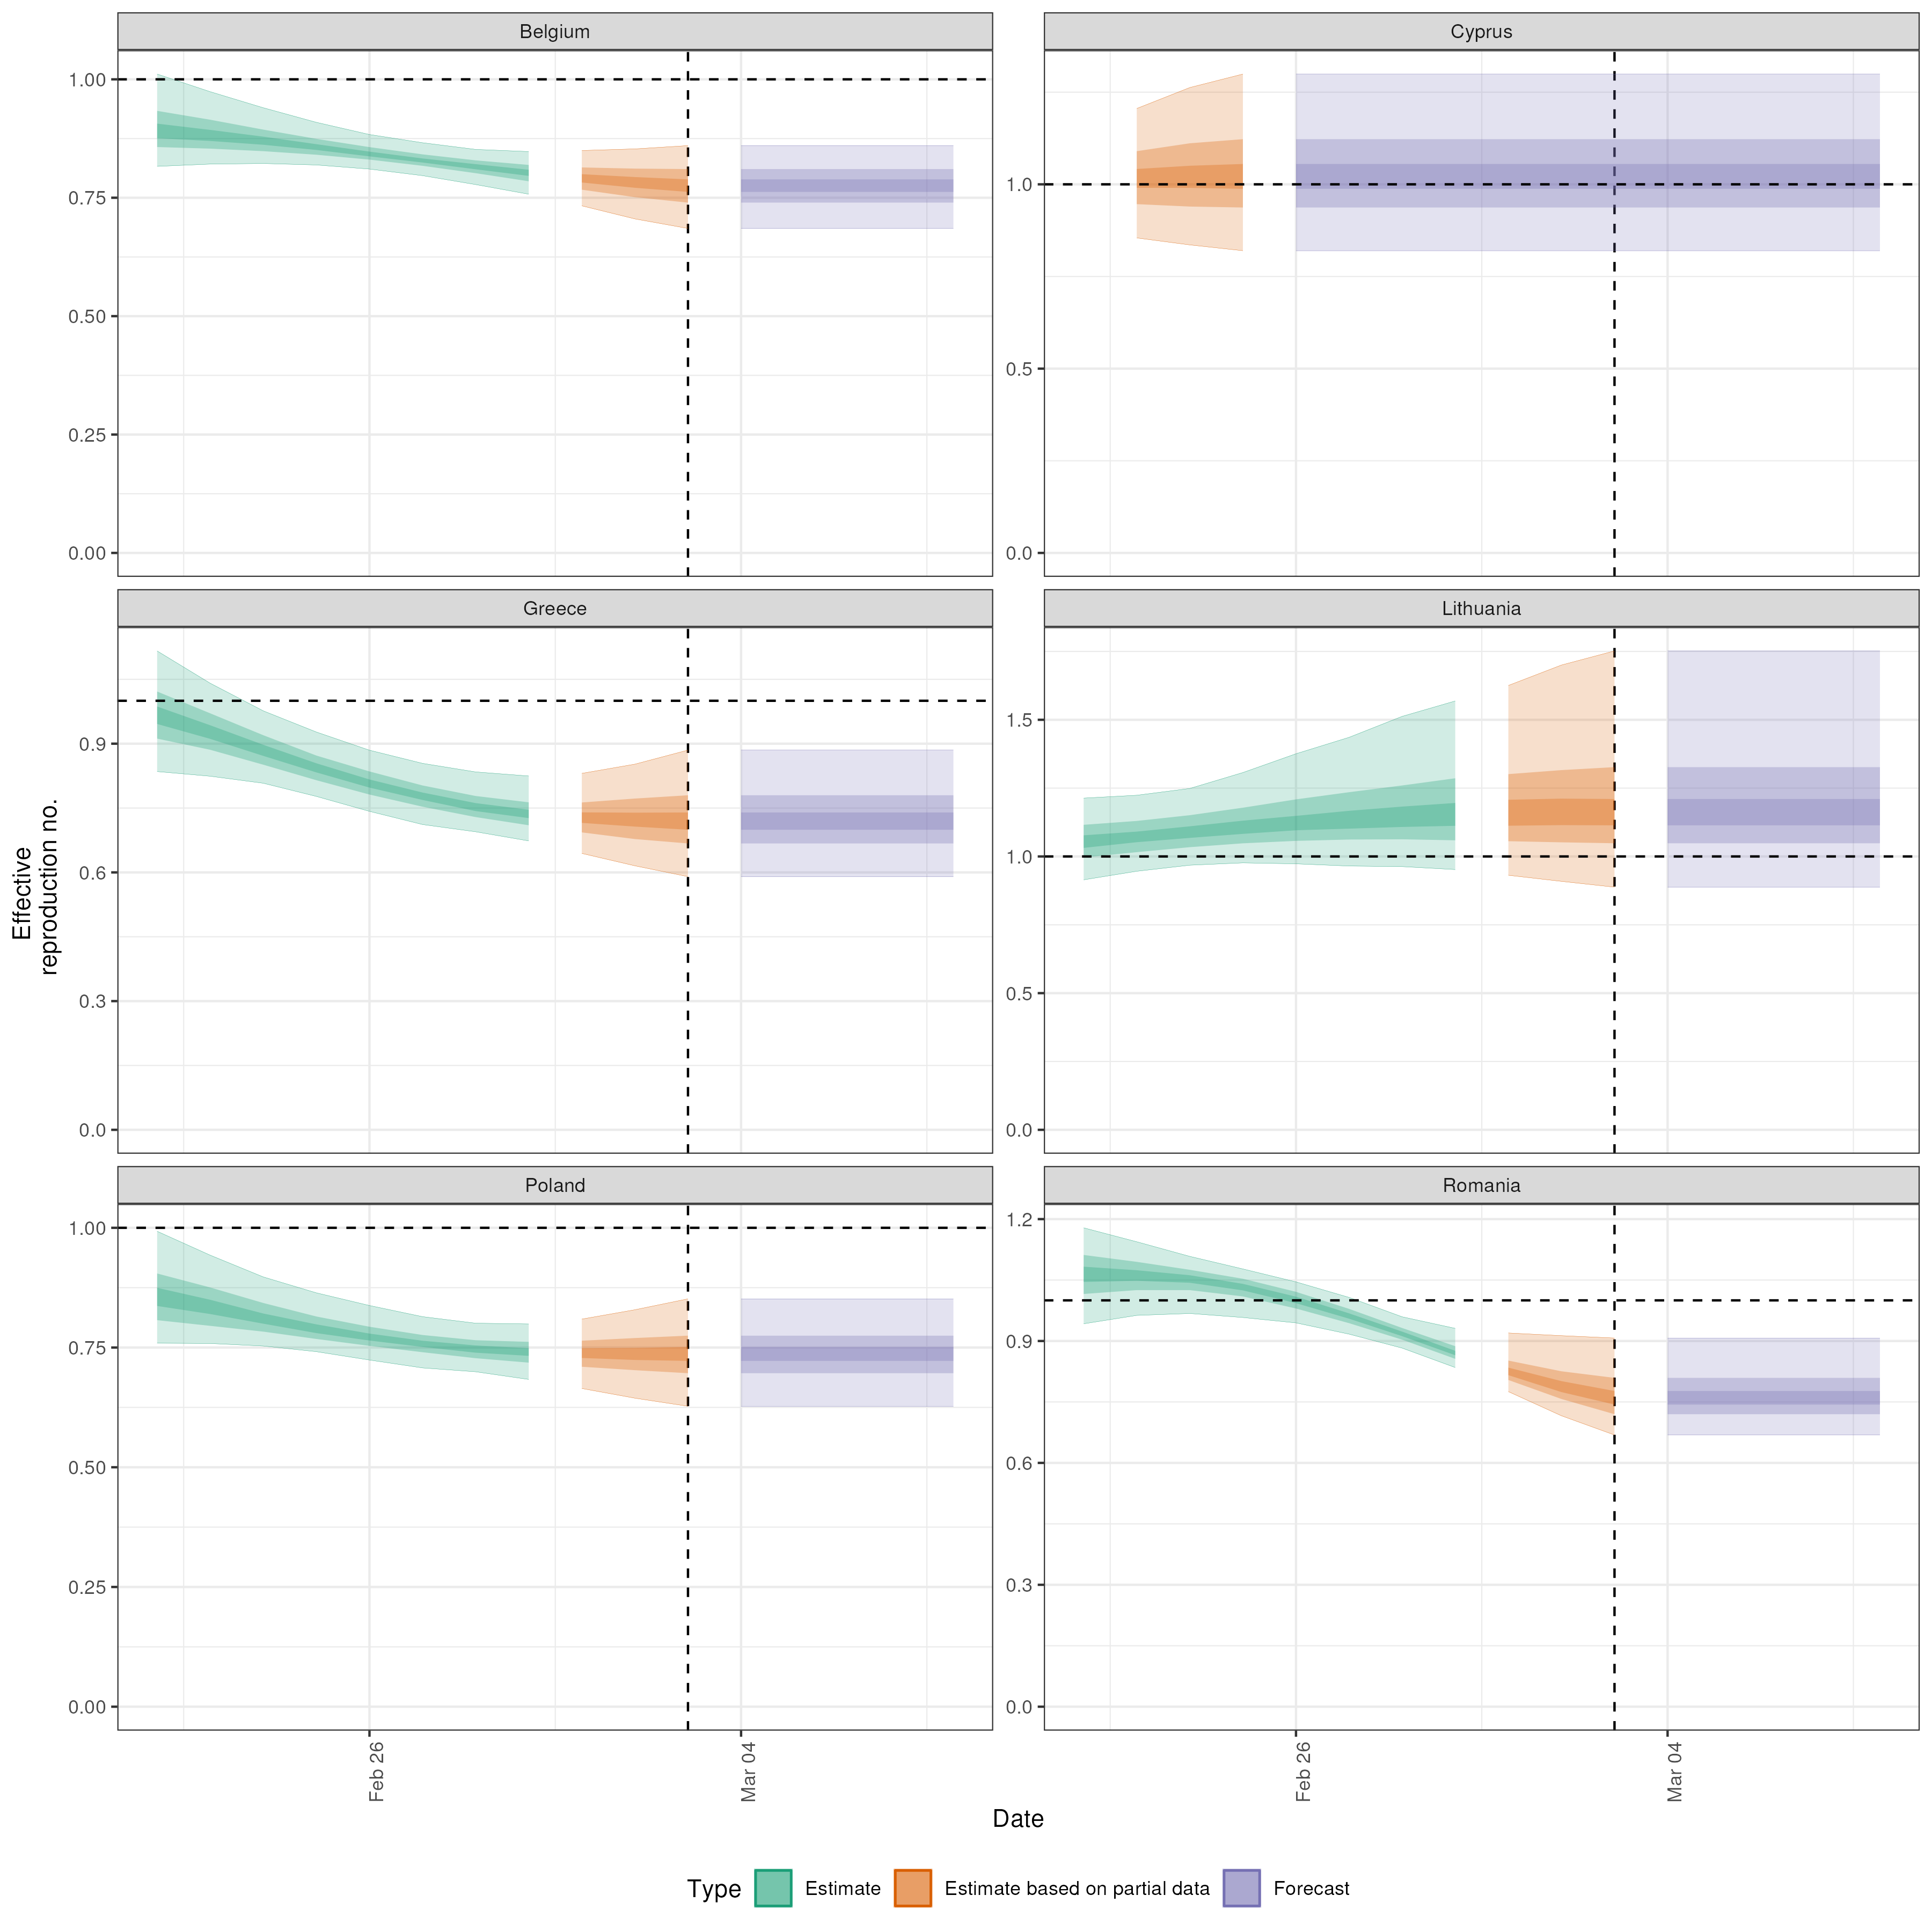 Belgium
Cyprus
1.00
0.75
0.50
0.25
0.00
1.0
0.5
0.0
Greece
Lithuania
0.9
0.6
0.3
0.0
1.5
1.0
0.5
0.0
Poland
Romania
1.00
0.75
0.50
0.25
0.00
1.2
0.9
0.6
0.3
0.0
Effective
reproduction no.
Feb 26
Mar 04
Feb 26
Mar 04
Date
Type
Estimate
Estimate based on partial data
Forecast